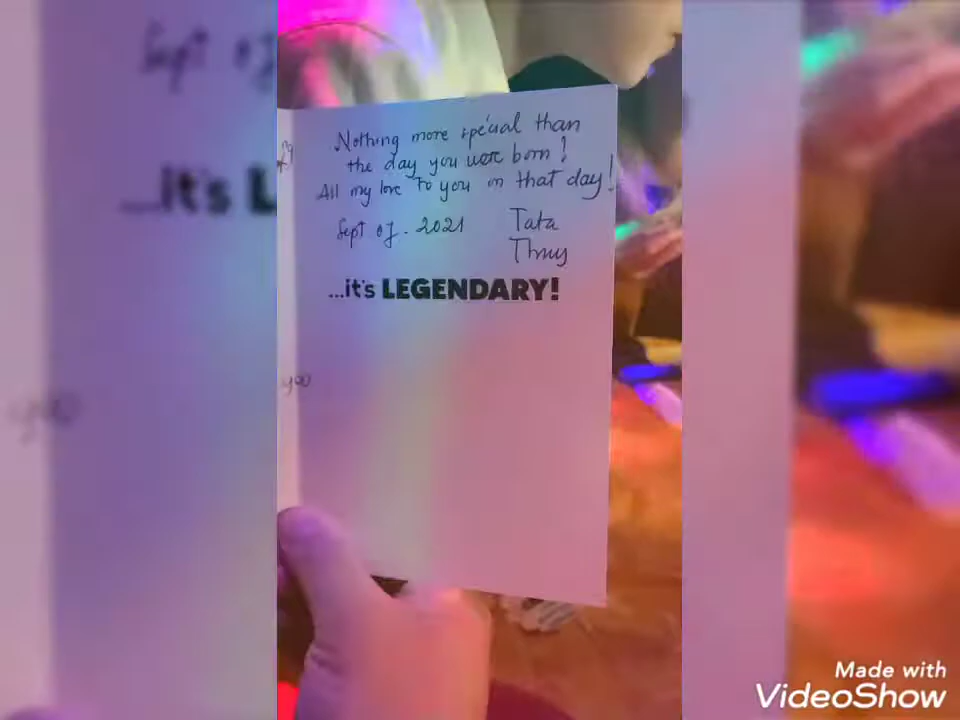 Nothing more spécial than
the day you were born!
All my love to you on that day!
Sept 07. 2021
Tata
Thuy
...it's LEGENDARY!
Made with
VideoShow